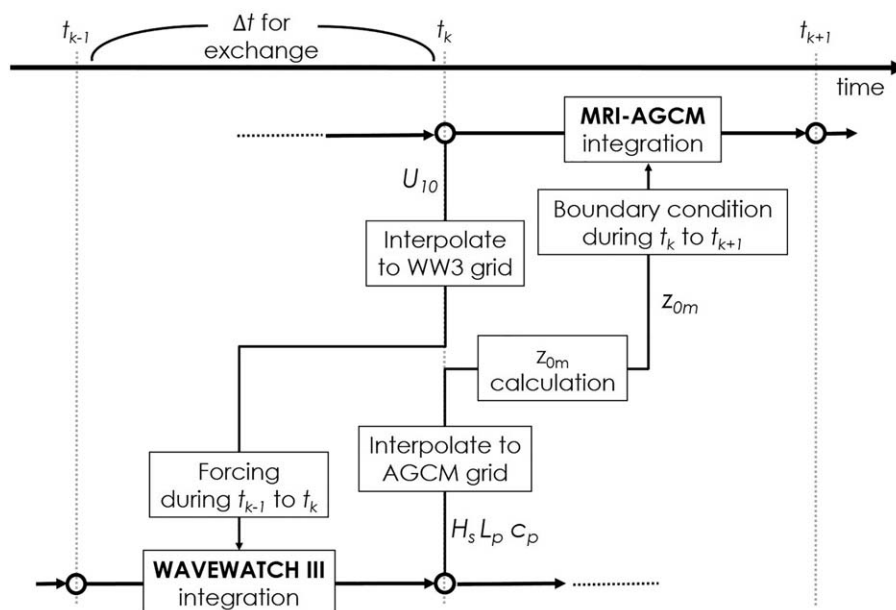 t_{k-1}
Δt for
exchange
t_k
t_{k+1}
time
MRI-AGCM
integration
U_{10}
Boundary condition
during t_k to t_{k+1}
Interpolate
to WW3 grid
z_{0m}
z_{0m}
calculation
Interpolate to
AGCM grid
Forcing
during t_{k-1} to t_k
H_s L_p c_p
WAVEWATCH III
integration